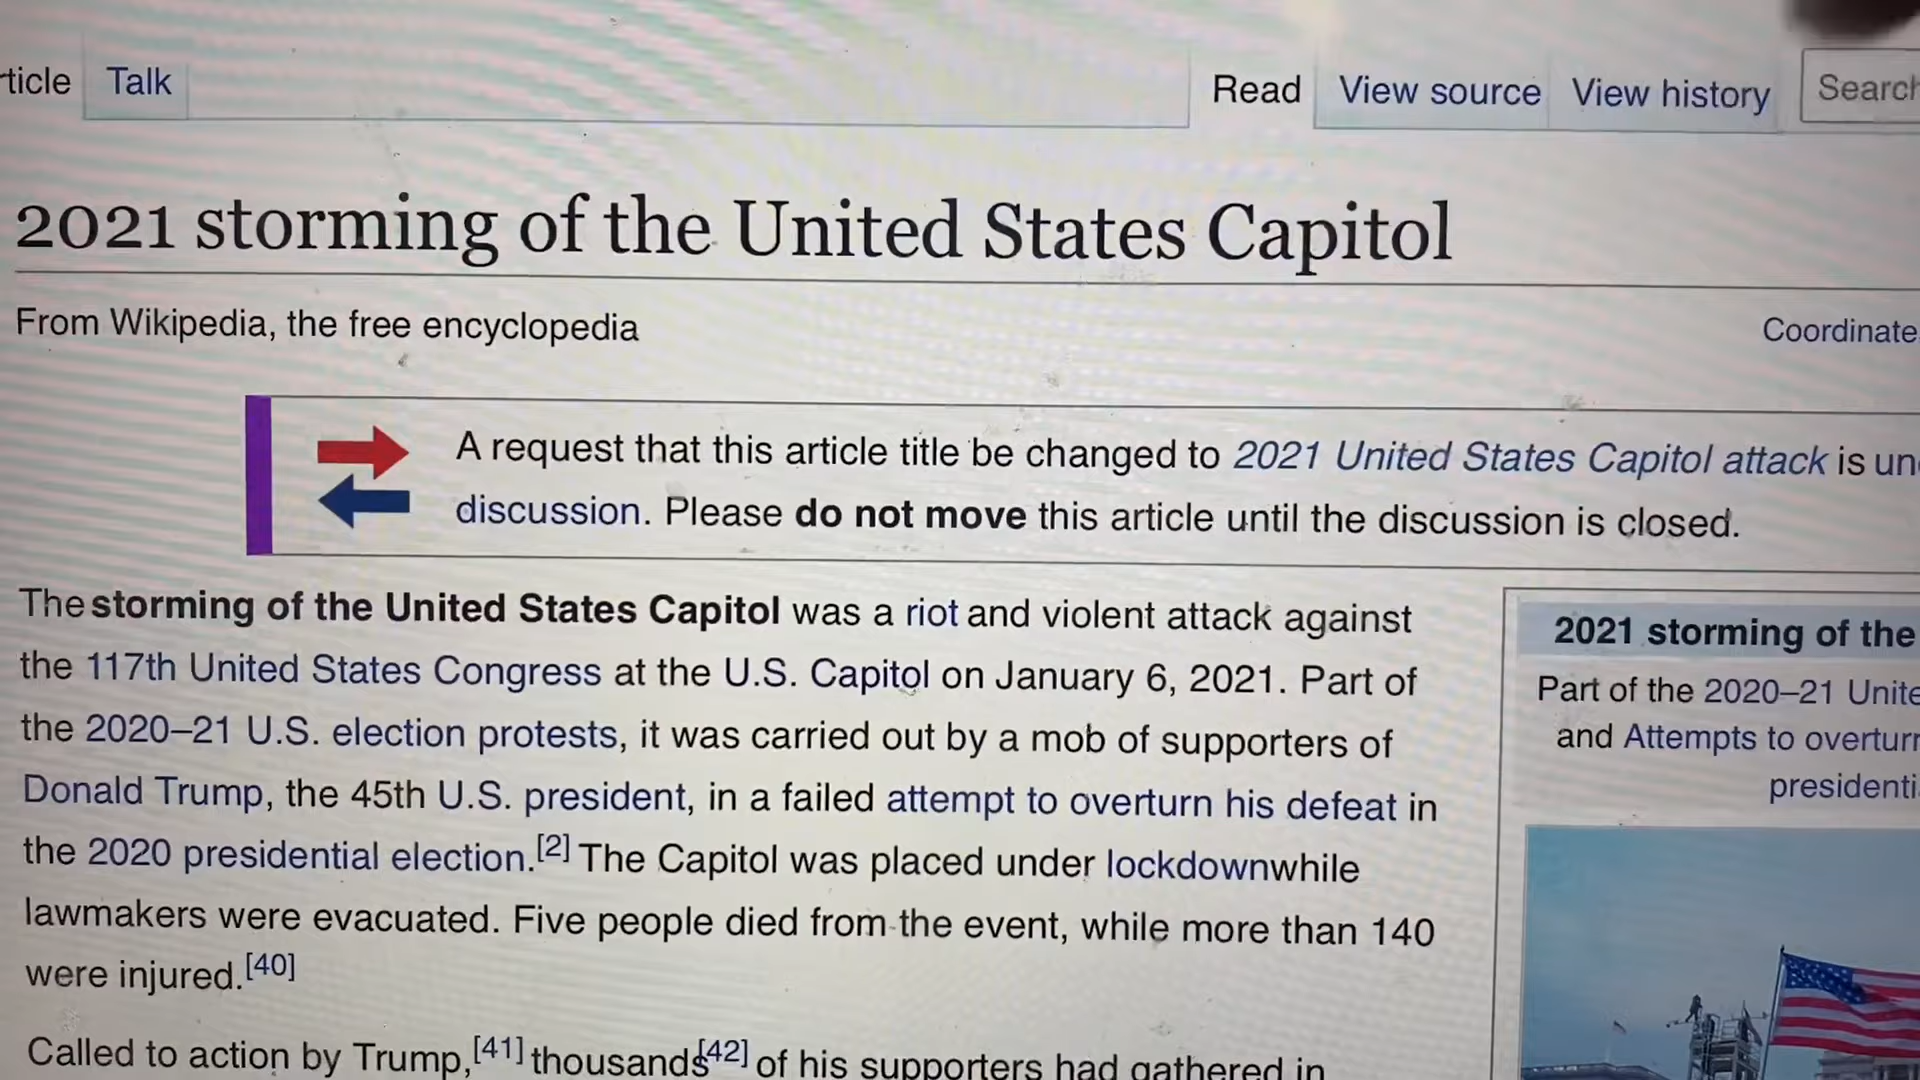 rticle Talk Read View source View history Search
2021 storming of the United States Capitol
From Wikipedia, the free encyclopedia
Coordinate
A request that this article title be changed to 2021 United States Capitol attack is un
discussion. Please do not move this article until the discussion is closed.
The storming of the United States Capitol was a riot and violent attack against
the 117th United States Congress at the U.S. Capitol on January 6, 2021. Part of
the 2020–21 U.S. election protests, it was carried out by a mob of supporters of
Donald Trump, the 45th U.S. president, in a failed attempt to overturn his defeat in
the 2020 presidential election.[2] The Capitol was placed under lockdownwhile
lawmakers were evacuated. Five people died from the event, while more than 140
were injured.[40]
Called to action by Trump,[41] thousands[42] of his supporters had gathered in
2021 storming of the
Part of the 2020–21 Unite
and Attempts to overturn
presidenti